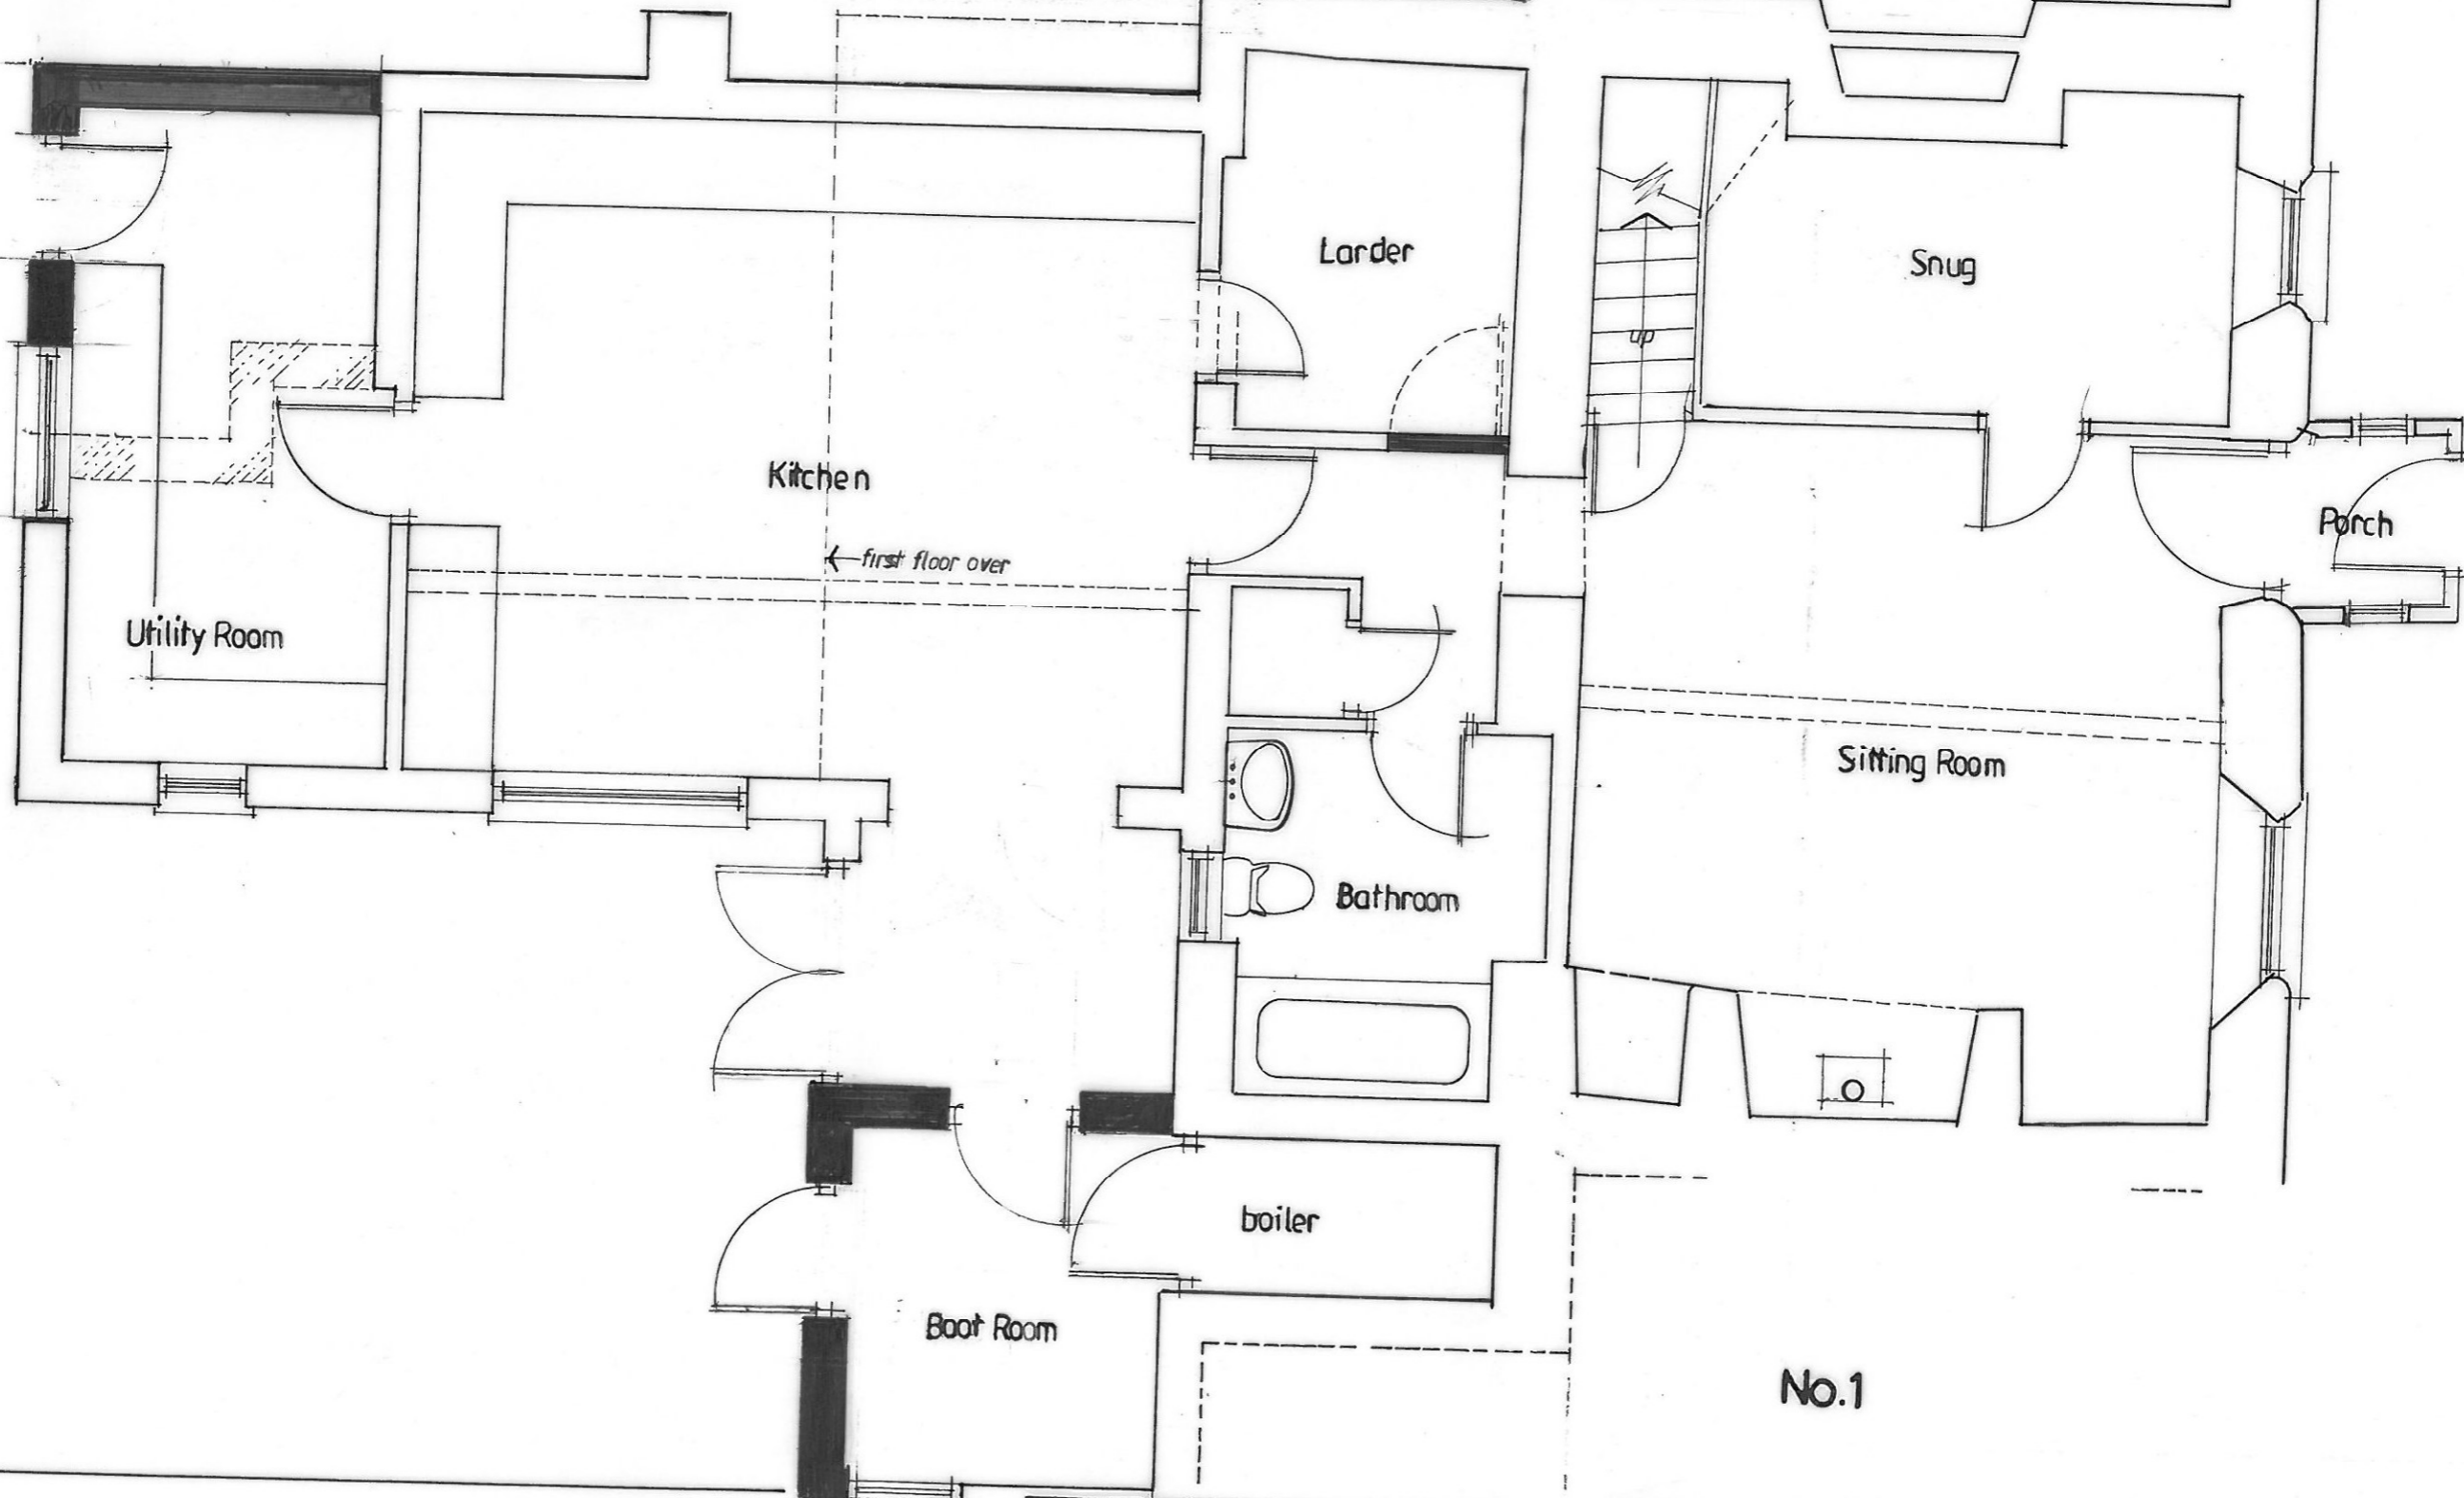 Larder
Snug
up
Kitchen
Porch
first floor over
Utility Room
Sitting Room
Bathroom
boiler
Boot Room
No.1